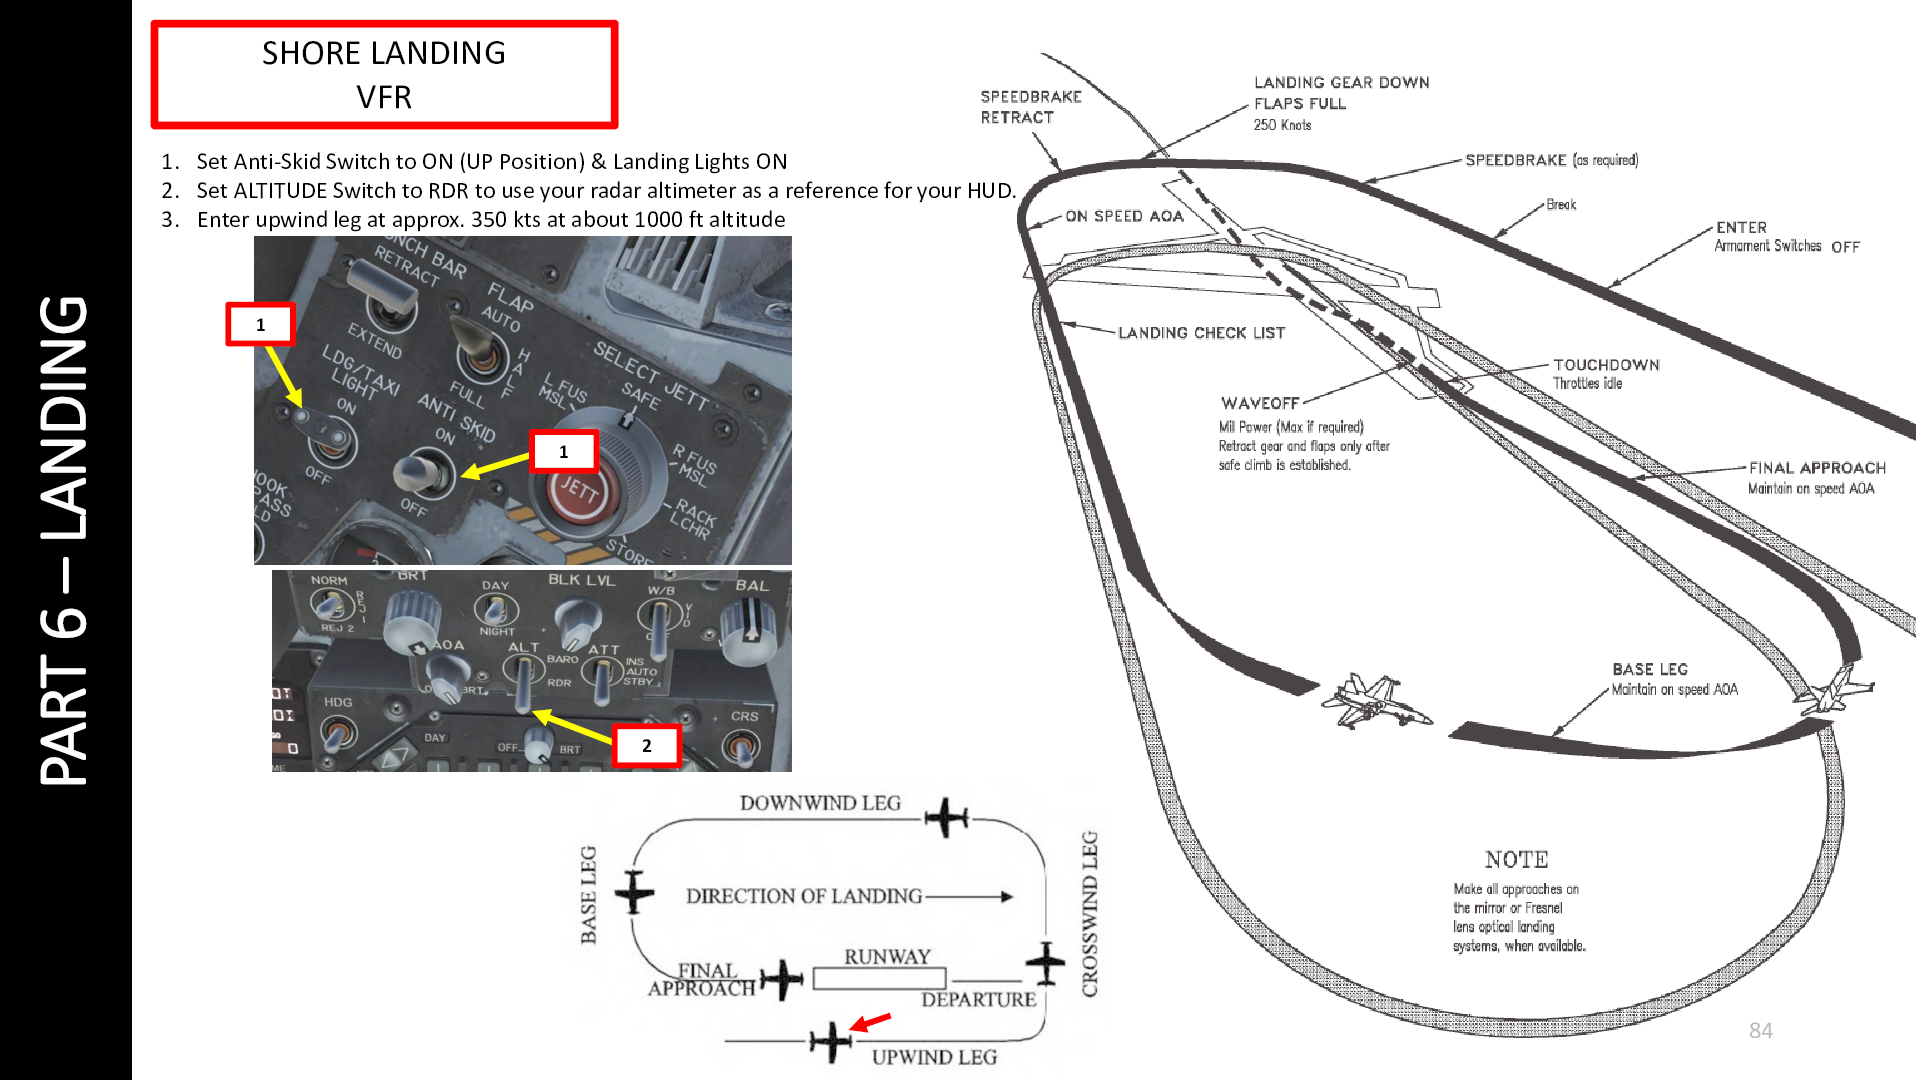 PART 6 – LANDING
SHORE LANDING
VFR
1. Set Anti-Skid Switch to ON (UP Position) & Landing Lights ON
2. Set ALTITUDE Switch to RDR to use your radar altimeter as a reference for your HUD.
3. Enter upwind leg at approx. 350 kts at about 1000 ft altitude
BAR
RETRACT
EXTEND
FLAP
AUTO
HALF
FULL
LDG/TAXI
LIGHT
ON
OFF
ANTI SKID
ON
OFF
SELECT JETT
SAFE
L FUS
MSL
R FUS
MSL
RACK
LCHR
JETT
1
1
NORM
REJ 1
REJ 2
BRT
DAY
NIGHT
BLK LVL
W/B
VID
BAL
AOA
BRT
ALT
BARO
RDR
ATT
INS
AUTO
STBY
HDG
DAY
OFF
BRT
CRS
2
DOWNWIND LEG
BASE LEG
DIRECTION OF LANDING
CROSSWIND LEG
RUNWAY
FINAL
APPROACH
DEPARTURE
UPWIND LEG
SPEEDBRAKE
RETRACT
LANDING GEAR DOWN
FLAPS FULL
250 Knots
SPEEDBRAKE (as required)
Break
ENTER
Armament Switches OFF
ON SPEED AOA
LANDING CHECK LIST
TOUCHDOWN
Throttles idle
WAVEOFF
Mil Power (Max if required)
Retract gear and flaps only after
safe climb is established.
FINAL APPROACH
Maintain on speed AOA
BASE LEG
Maintain on speed AOA
NOTE
Make all approaches on
the mirror or Fresnel
lens optical landing
systems, when available.
84